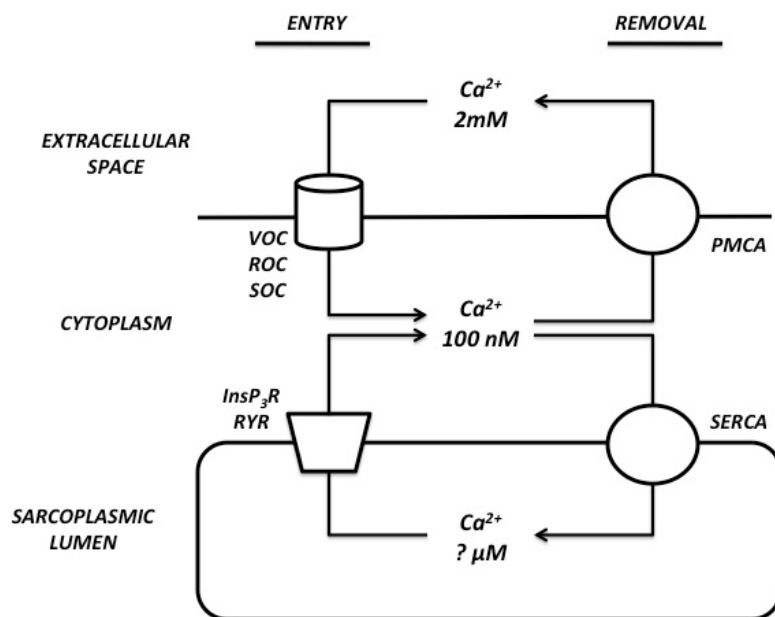 ENTRY
REMOVAL
Ca²⁺
2mM
EXTRACELLULAR
SPACE
VOC
ROC
SOC
PMCA
CYTOPLASM
Ca²⁺
100 nM
InsP₃R
RYR
SERCA
SARCOPLASMIC
LUMEN
Ca²⁺
? μM